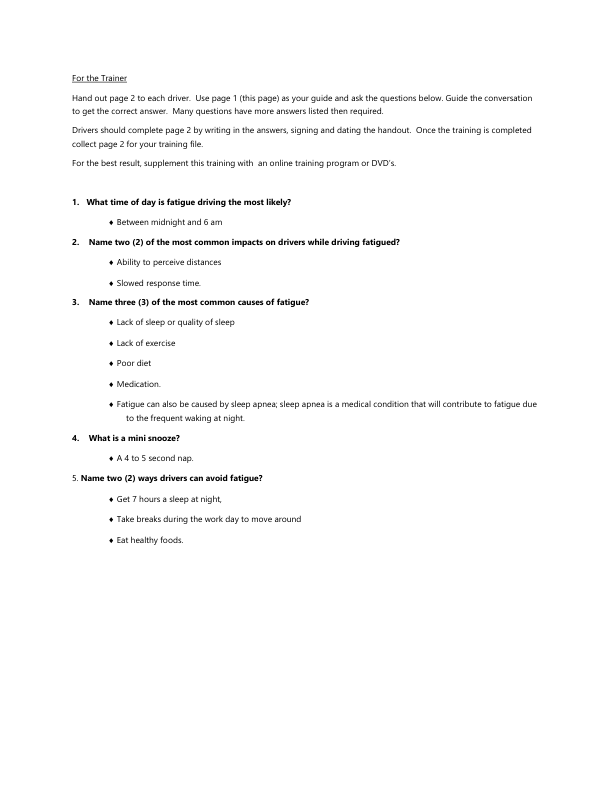 For the Trainer
Hand out page 2 to each driver.  Use page 1 (this page) as your guide and ask the questions below. Guide the conversation
to get the correct answer.  Many questions have more answers listed then required.
Drivers should complete page 2 by writing in the answers, signing and dating the handout.  Once the training is completed
collect page 2 for your training file.
For the best result, supplement this training with  an online training program or DVD's.
1.   What time of day is fatigue driving the most likely?
♦ Between midnight and 6 am
2.   Name two (2) of the most common impacts on drivers while driving fatigued?
♦ Ability to perceive distances
♦ Slowed response time.
3.   Name three (3) of the most common causes of fatigue?
♦ Lack of sleep or quality of sleep
♦ Lack of exercise
♦ Poor diet
♦ Medication.
♦ Fatigue can also be caused by sleep apnea; sleep apnea is a medical condition that will contribute to fatigue due
to the frequent waking at night.
4.   What is a mini snooze?
♦ A 4 to 5 second nap.
5. Name two (2) ways drivers can avoid fatigue?
♦ Get 7 hours a sleep at night,
♦ Take breaks during the work day to move around
♦ Eat healthy foods.